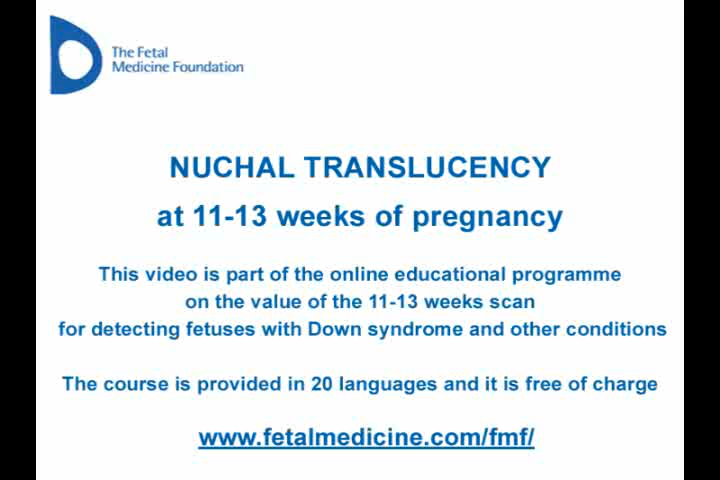 The Fetal
Medicine Foundation
NUCHAL TRANSLUCENCY
at 11-13 weeks of pregnancy
This video is part of the online educational programme
on the value of the 11-13 weeks scan
for detecting fetuses with Down syndrome and other conditions
The course is provided in 20 languages and it is free of charge
www.fetalmedicine.com/fmf/